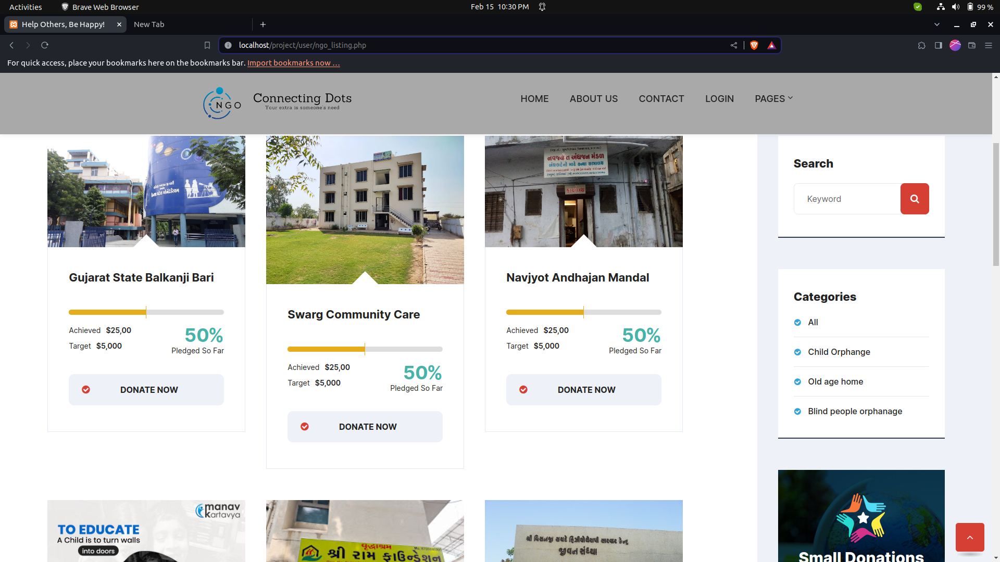 Activities Brave Web Browser Feb 15 10:30 PM 99 %
Help Others, Be Happy! New Tab
localhost/project/user/ngo_listing.php
For quick access, place your bookmarks here on the bookmarks bar. Import bookmarks now …
NGO Connecting Dots
Your extra is someone's need
HOME ABOUT US CONTACT LOGIN PAGES
નવજ્યોત અંધજન મંડળ
કાર્યાલય
Gujarat State Balkanji Bari
Achieved $25,00
Target $5,000
50%
Pledged So Far
DONATE NOW
Swarg Community Care
Achieved $25,00
Target $5,000
50%
Pledged So Far
DONATE NOW
Navjyot Andhajan Mandal
Achieved $25,00
Target $5,000
50%
Pledged So Far
DONATE NOW
manav
kartavya
TO EDUCATE
A Child is to turn walls
into doors
વૃદ્ધાશ્રમ
શ્રી રામ ફાઉન્ડેશન
જીવન સંધ્યા
Search
Keyword
Categories
All
Child Orphange
Old age home
Blind people orphanage
Small Donations